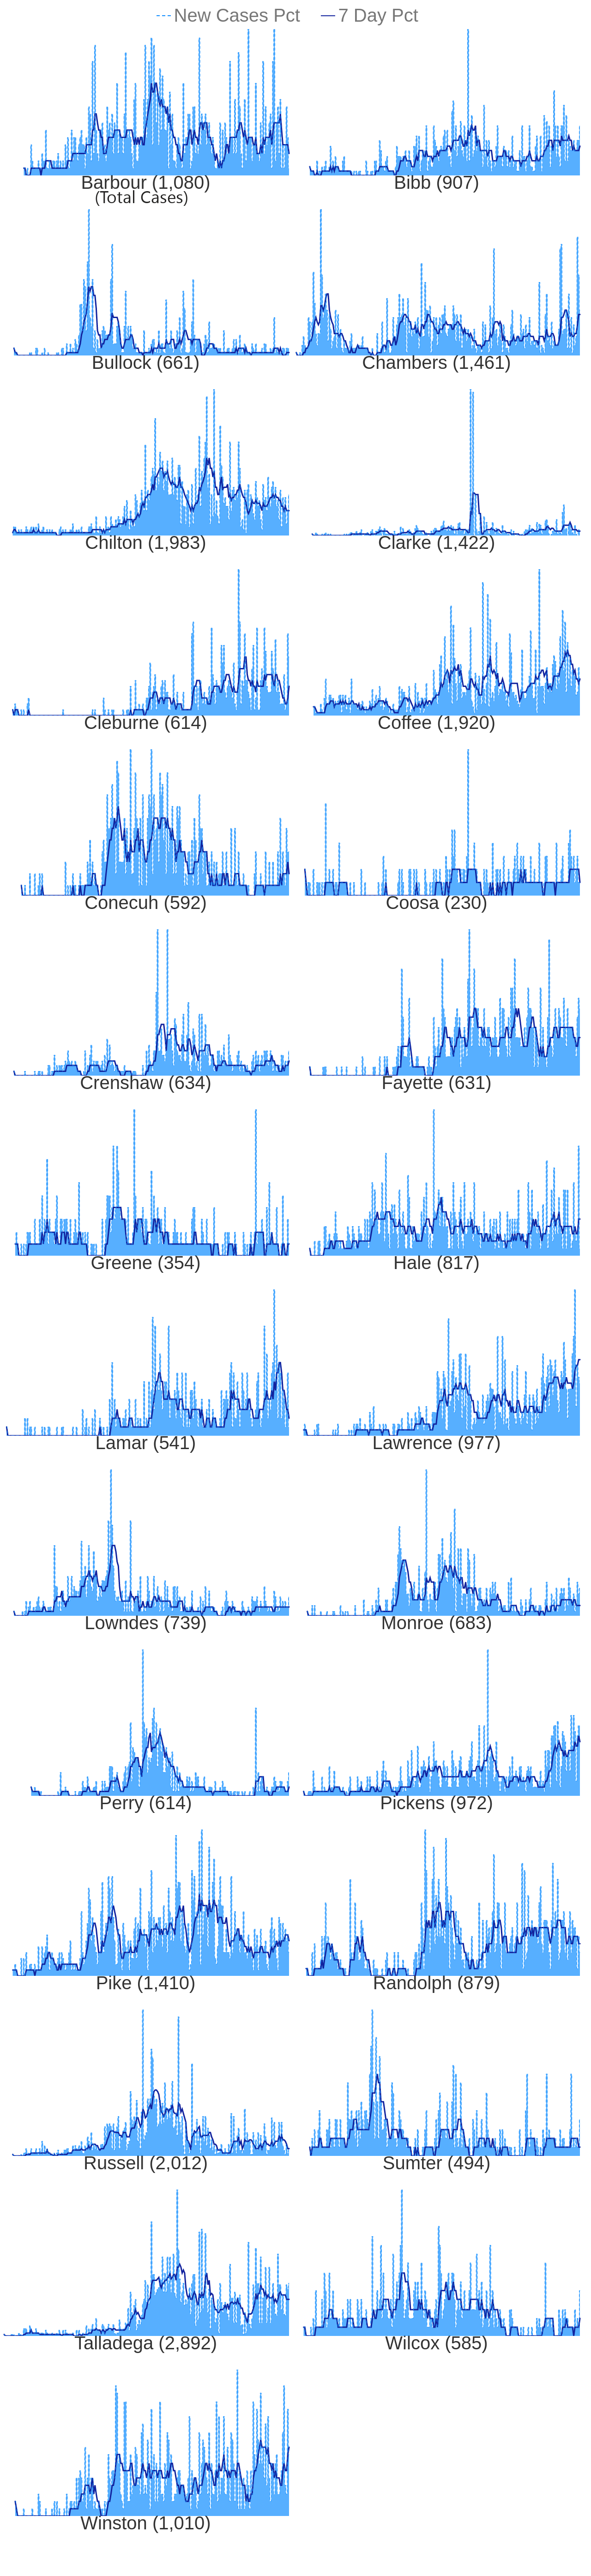 New Cases Pct 7 Day Pct
Barbour (1,080) Bibb (907)
(Total Cases)
Bullock (661) Chambers (1,461)
Chilton (1,983) Clarke (1,422)
Cleburne (614) Coffee (1,920)
Conecuh (592) Coosa (230)
Crenshaw (634) Fayette (631)
Greene (354) Hale (817)
Lamar (541) Lawrence (977)
Lowndes (739) Monroe (683)
Perry (614) Pickens (972)
Pike (1,410) Randolph (879)
Russell (2,012) Sumter (494)
Talladega (2,892) Wilcox (585)
Winston (1,010)